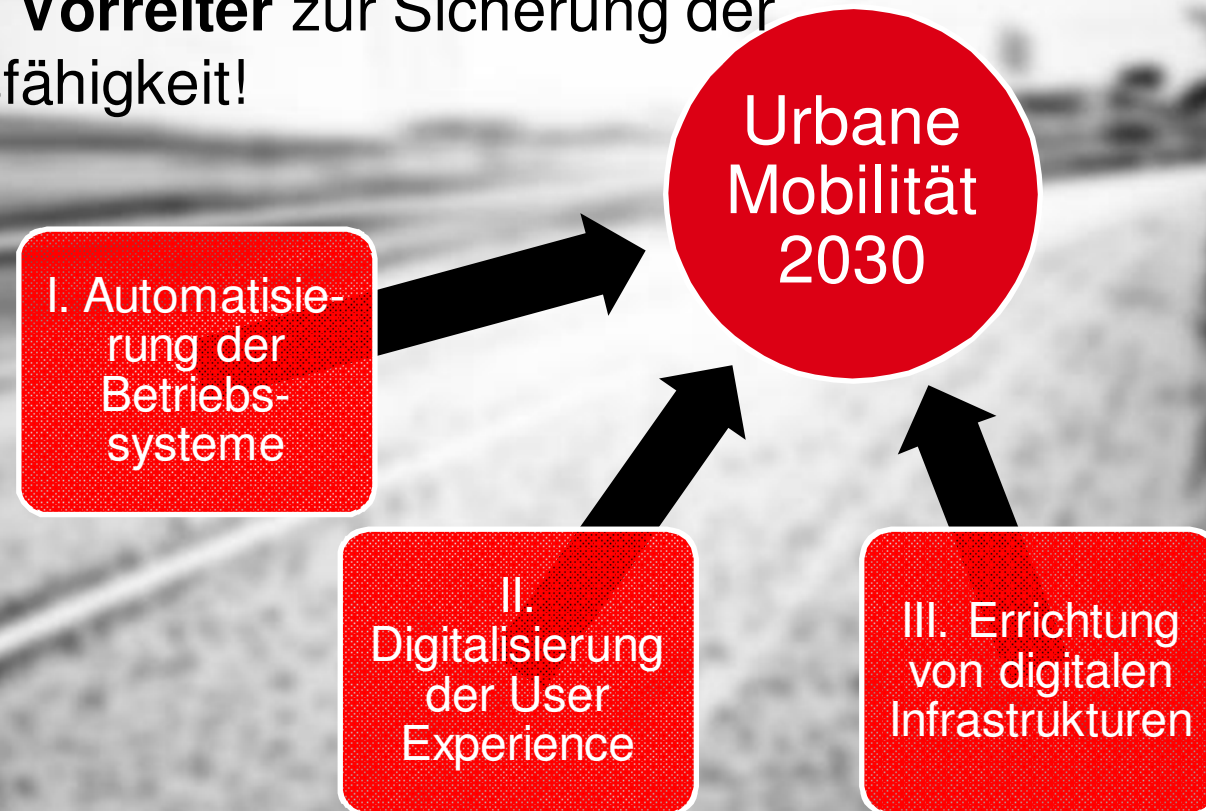 Vorreiter zur Sicherung der
fähigkeit!
Urbane
Mobilität
2030
I. Automatisie-
rung der
Betriebs-
systeme
II.
Digitalisierung
der User
Experience
III. Errichtung
von digitalen
Infrastrukturen